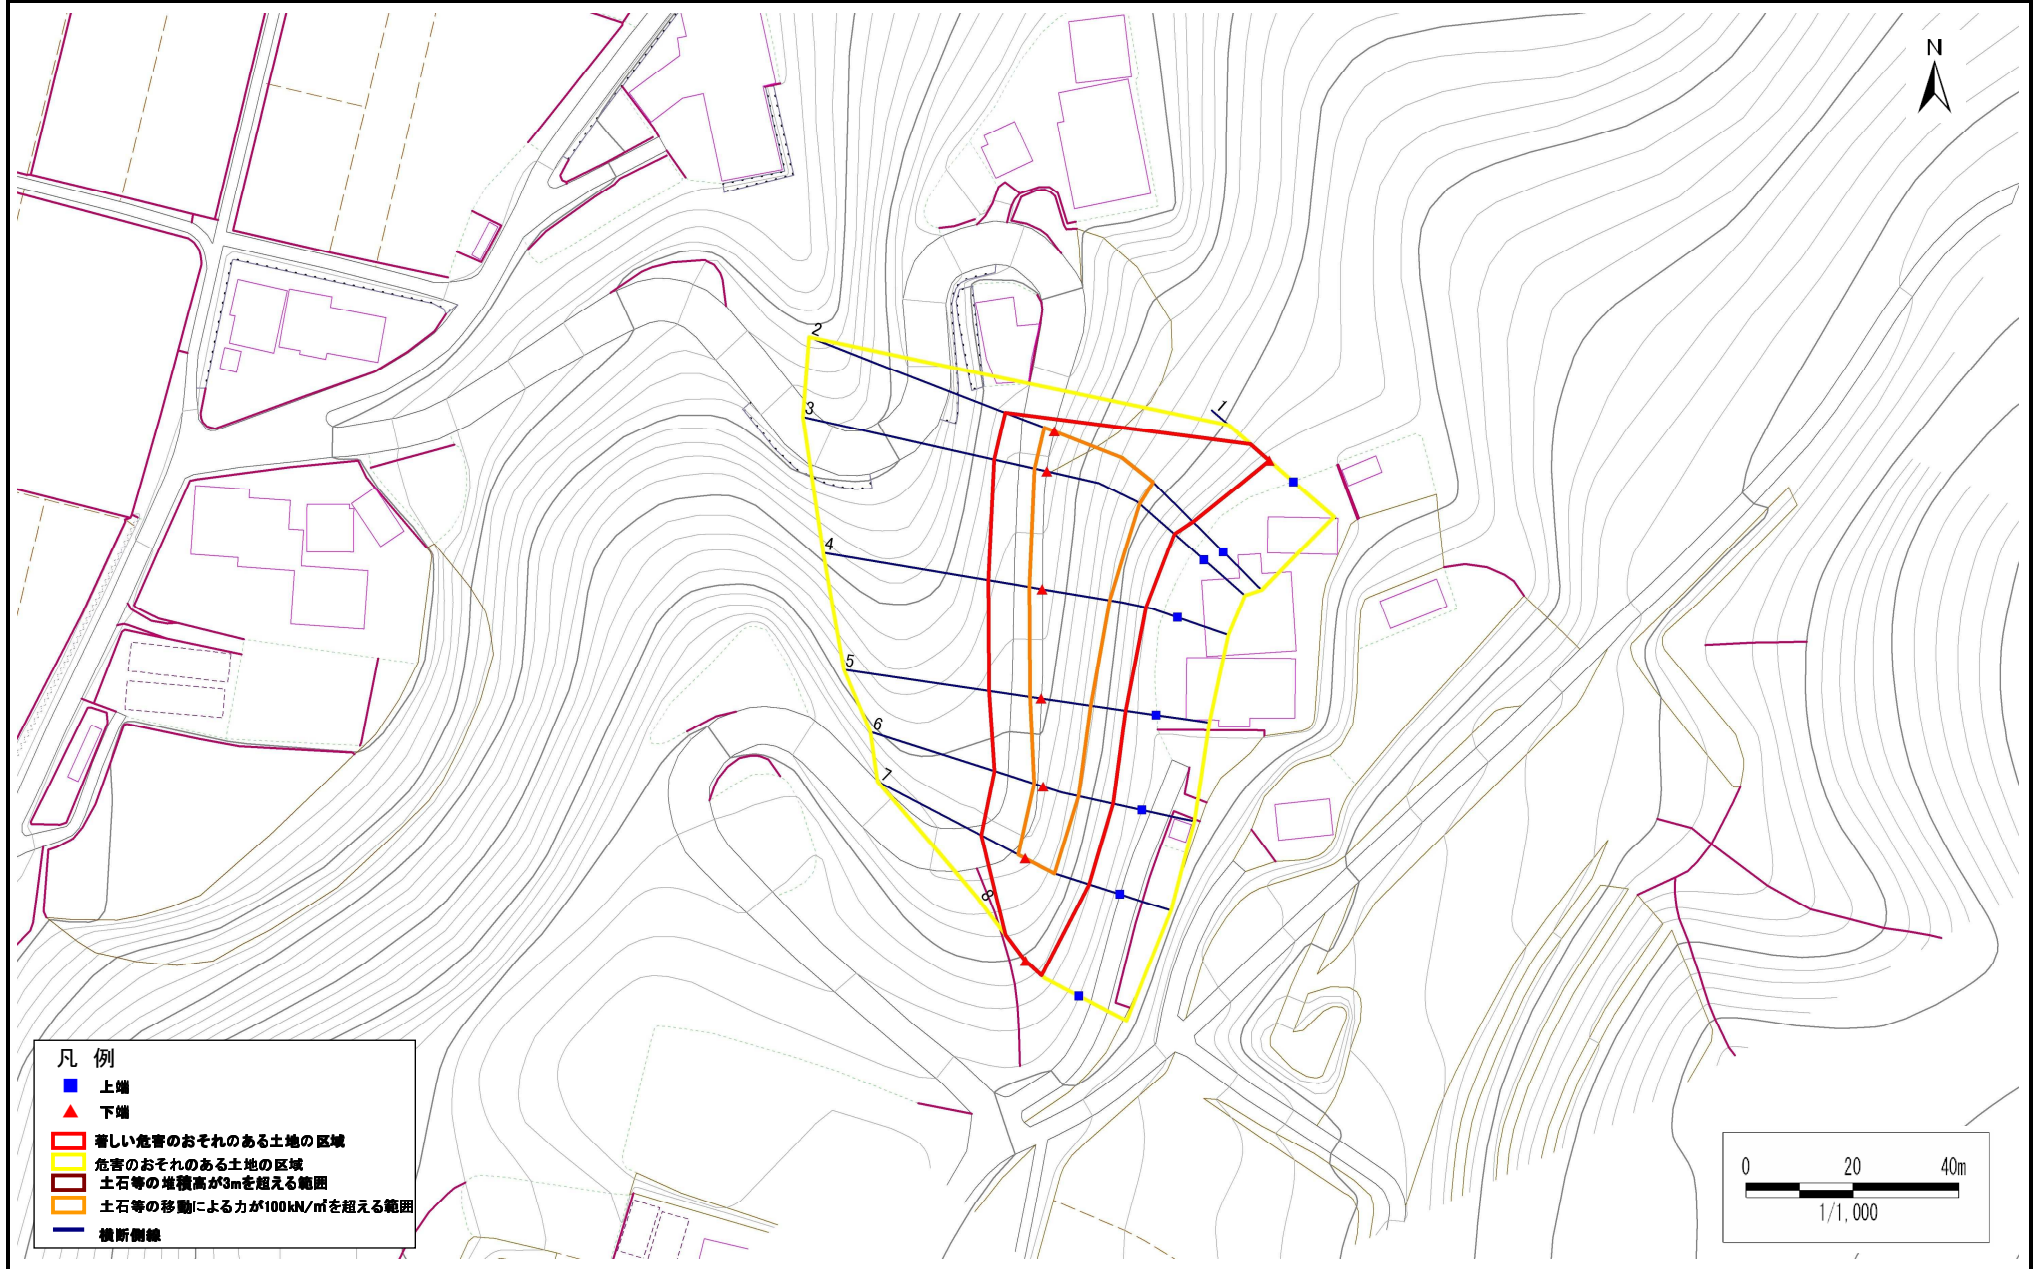 N
2
1
3
4
5
6
7
8
凡 例
上端
下端
著しい危害のおそれのある土地の区域
危害のおそれのある土地の区域
土石等の堆積高が3mを超える範囲
土石等の移動による力が100kN/㎡を超える範囲
横断側線
0 20 40m
1/1,000